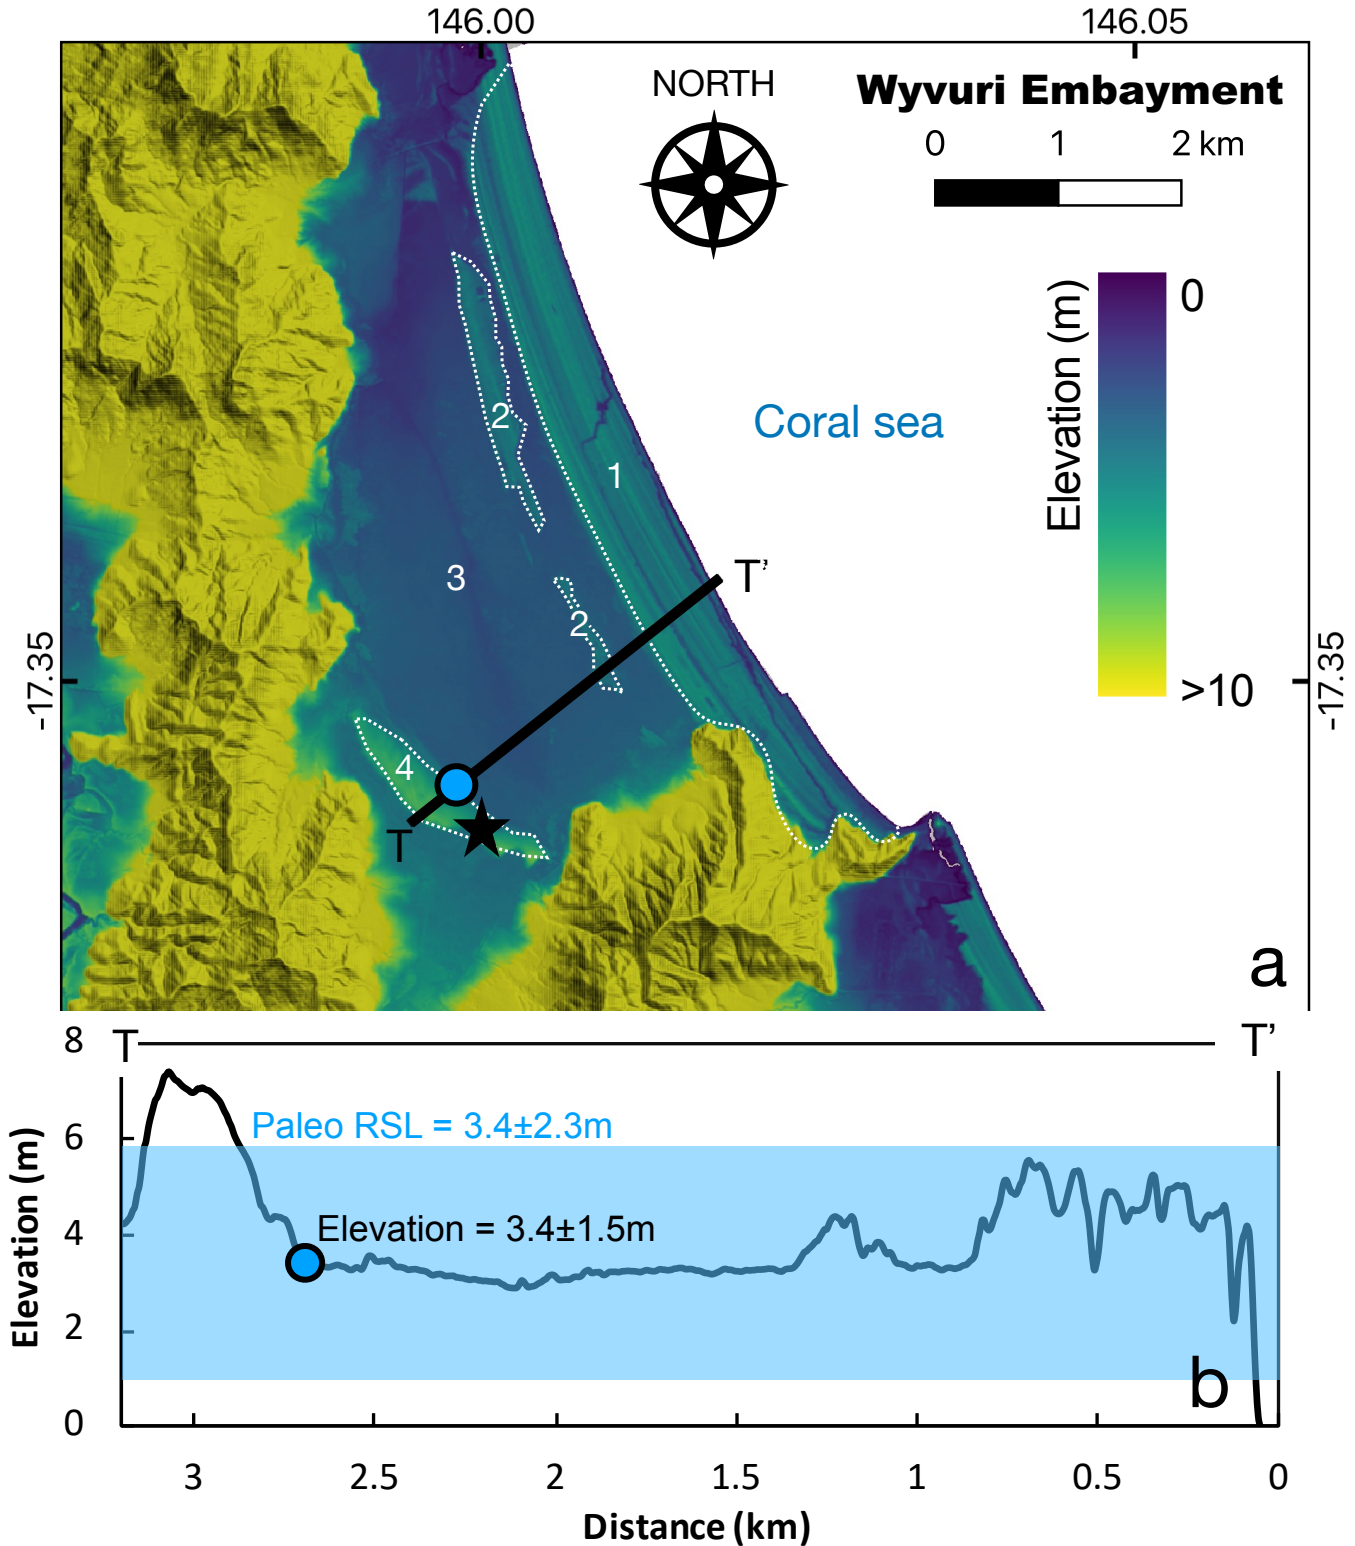 146.00 146.05
NORTH
Wyvuri Embayment
0 1 2 km
Elevation (m)
0
>10
Coral sea
2
1
3
2
T’
4
T
-17.35
-17.35
a
8 T T’
6
4
2
0
Elevation (m)
Paleo RSL = 3.4±2.3m
Elevation = 3.4±1.5m
b
3 2.5 2 1.5 1 0.5 0
Distance (km)